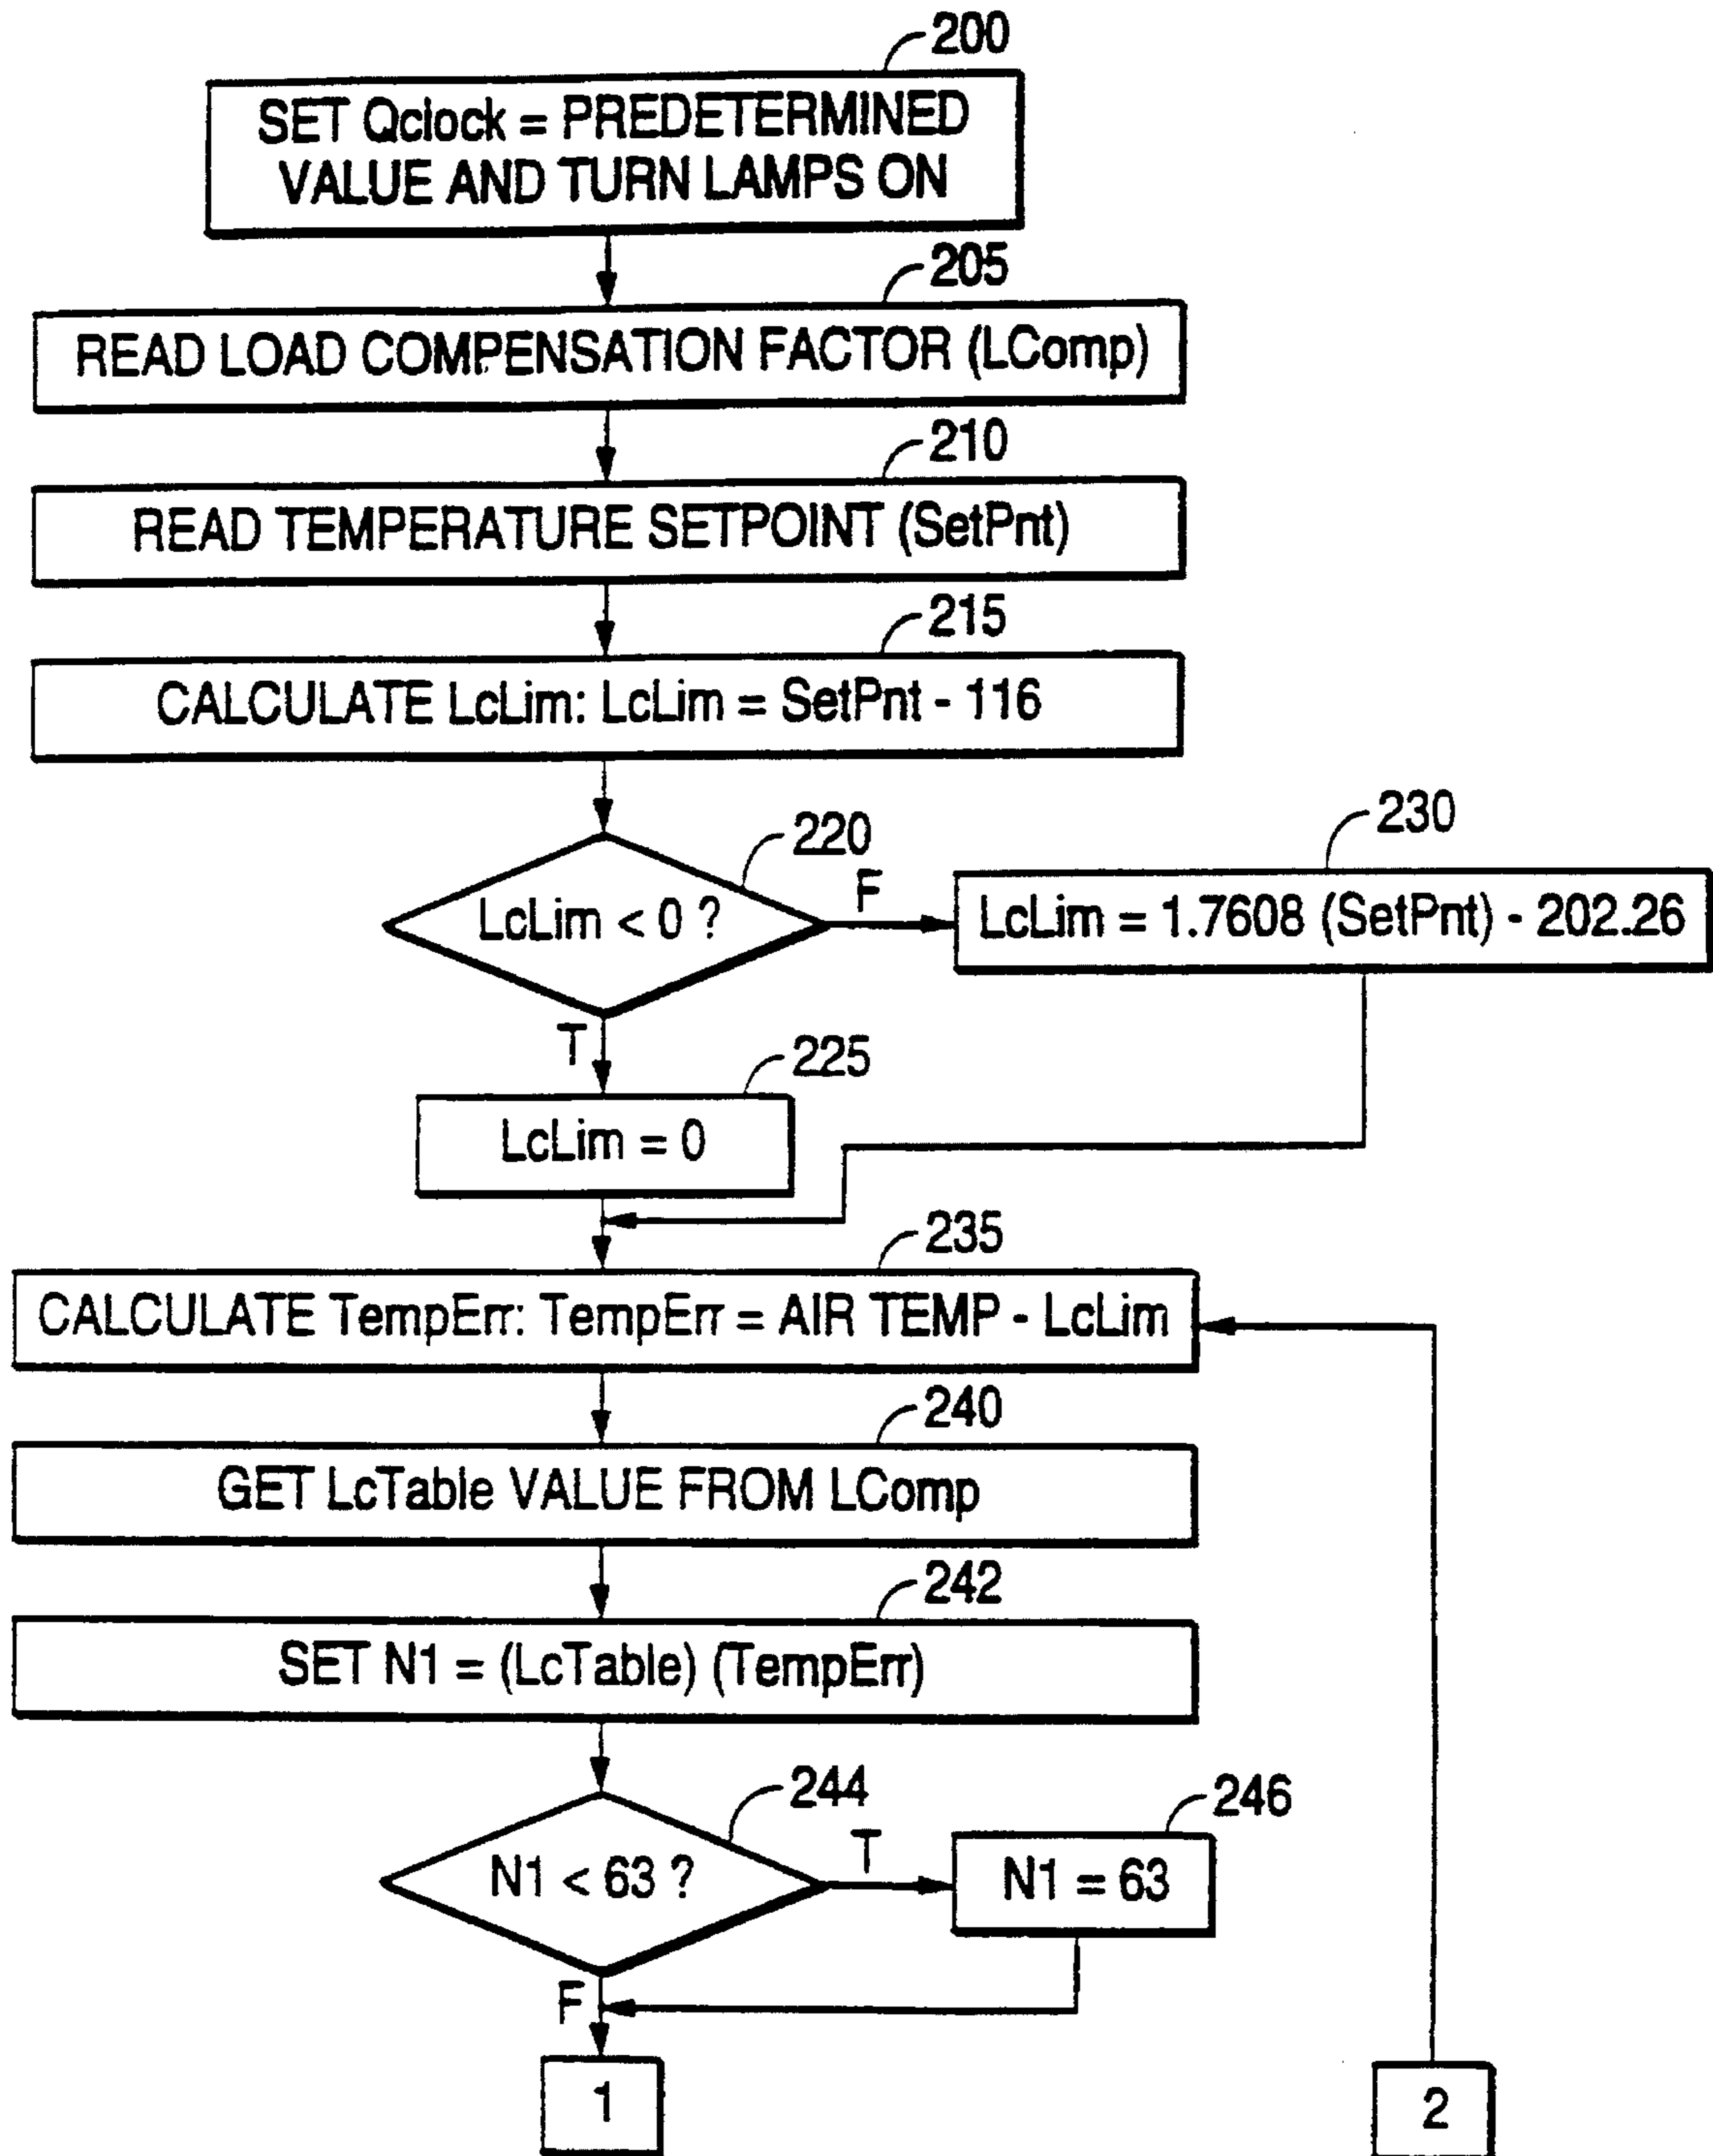 200
SET Qclock = PREDETERMINED
VALUE AND TURN LAMPS ON
205
READ LOAD COMPENSATION FACTOR (LComp)
210
READ TEMPERATURE SETPOINT (SetPnt)
215
CALCULATE LcLim: LcLim = SetPnt - 116
220
LcLim < 0 ?
F
230
LcLim = 1.7608 (SetPnt) - 202.26
T
225
LcLim = 0
235
CALCULATE TempErr: TempErr = AIR TEMP - LcLim
240
GET LcTable VALUE FROM LComp
242
SET N1 = (LcTable) (TempErr)
244
N1 < 63 ?
T
246
N1 = 63
F
1
2